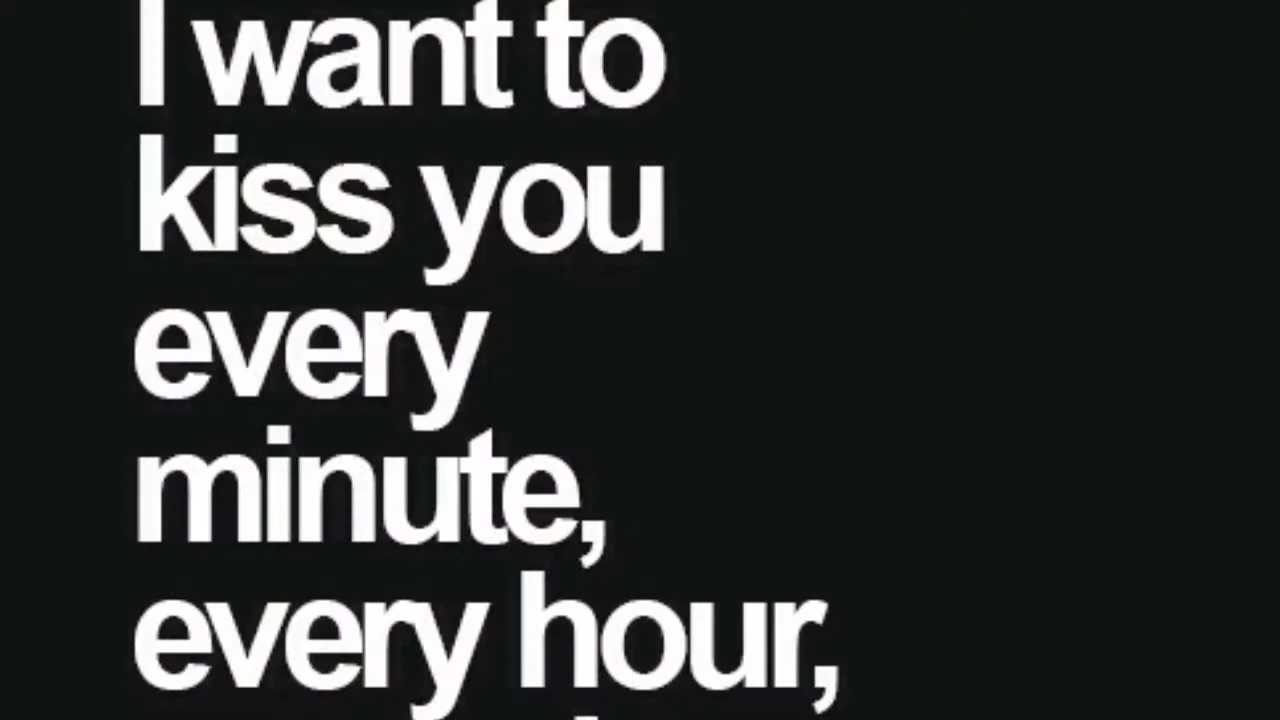 I want to
kiss you
every
minute,
every hour,